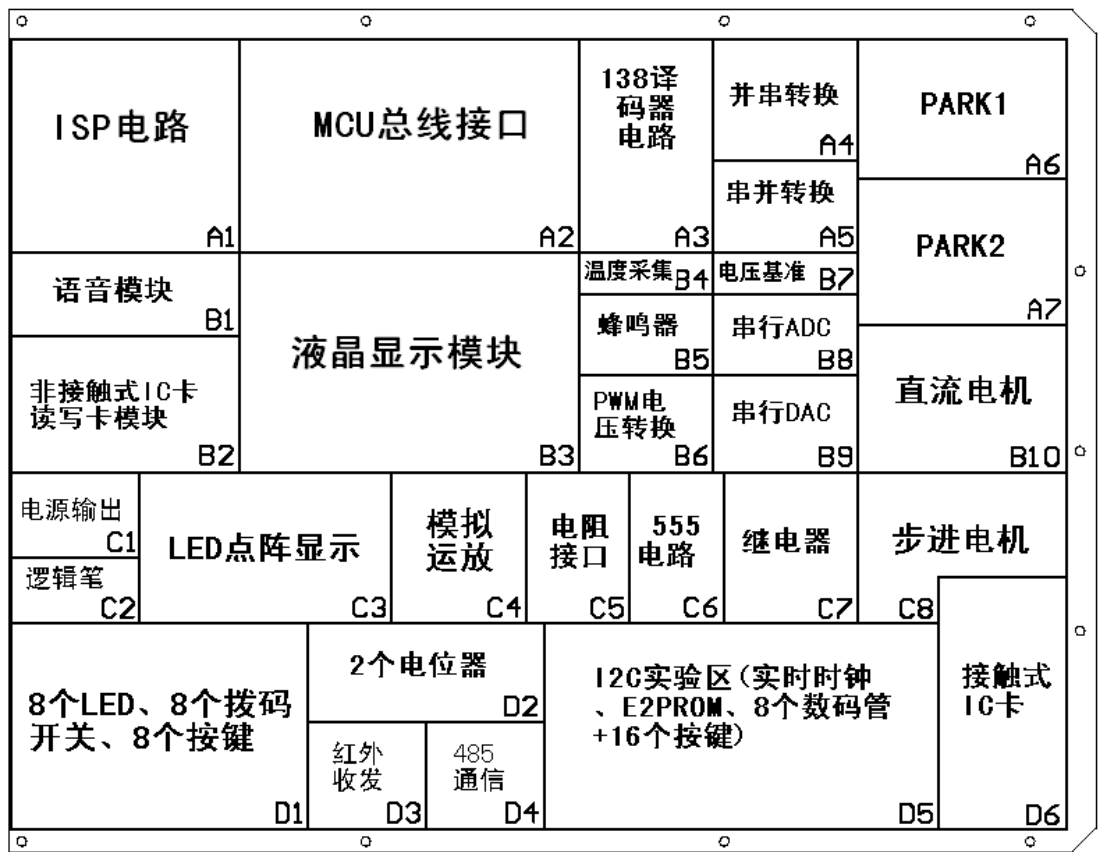 ISP电路
A1
MCU总线接口
A2
138译
码器
电路
A3
并串转换
A4
串并转换
A5
PARK1
A6
PARK2
A7
语音模块
B1
非接触式IC卡
读写卡模块
B2
液晶显示模块
B3
温度采集
B4
蜂鸣器
B5
PWM电
压转换
B6
电压基准
B7
串行ADC
B8
串行DAC
B9
直流电机
B10
电源输出
C1
逻辑笔
C2
LED点阵显示
C3
模拟
运放
C4
电阻
接口
C5
555
电路
C6
继电器
C7
步进电机
C8
8个LED、8个拨码
开关、8个按键
D1
2个电位器
D2
红外
收发
D3
485
通信
D4
I2C实验区(实时时钟
、E2PROM、8个数码管
+16个按键)
D5
接触式
IC卡
D6